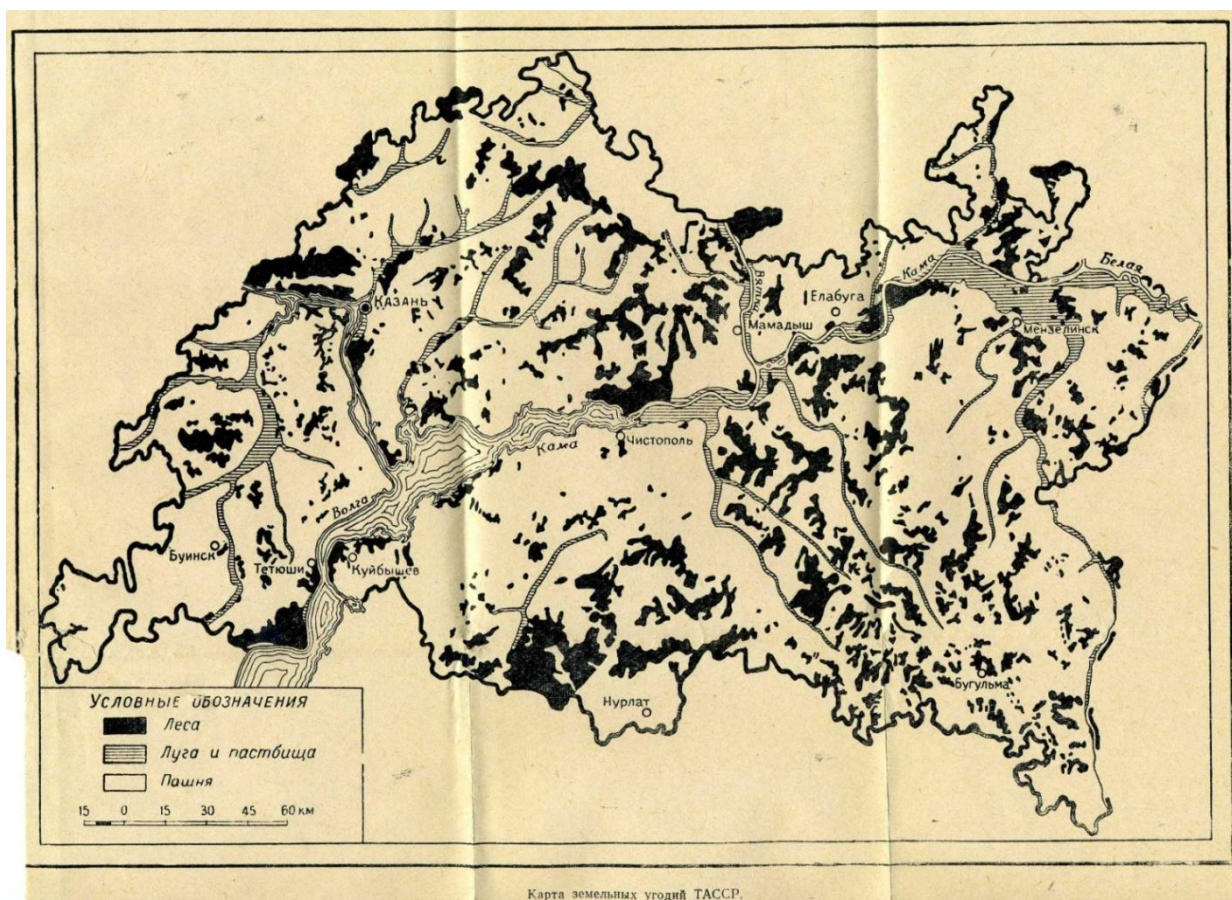 Белая
Кама
Вятка
КАЗАНЬ
Елабуга
Мамадыш
Мензелинск
Чистополь
Кама
Волга
Буинск
Тетюши
Куйбышев
Бугульма
Нурлат
УСЛОВНЫЕ ОБОЗНАЧЕНИЯ
Леса
Луга и пастбища
Пашня
15 0 15 30 45 60 км
Карта земельных угодий ТАССР.